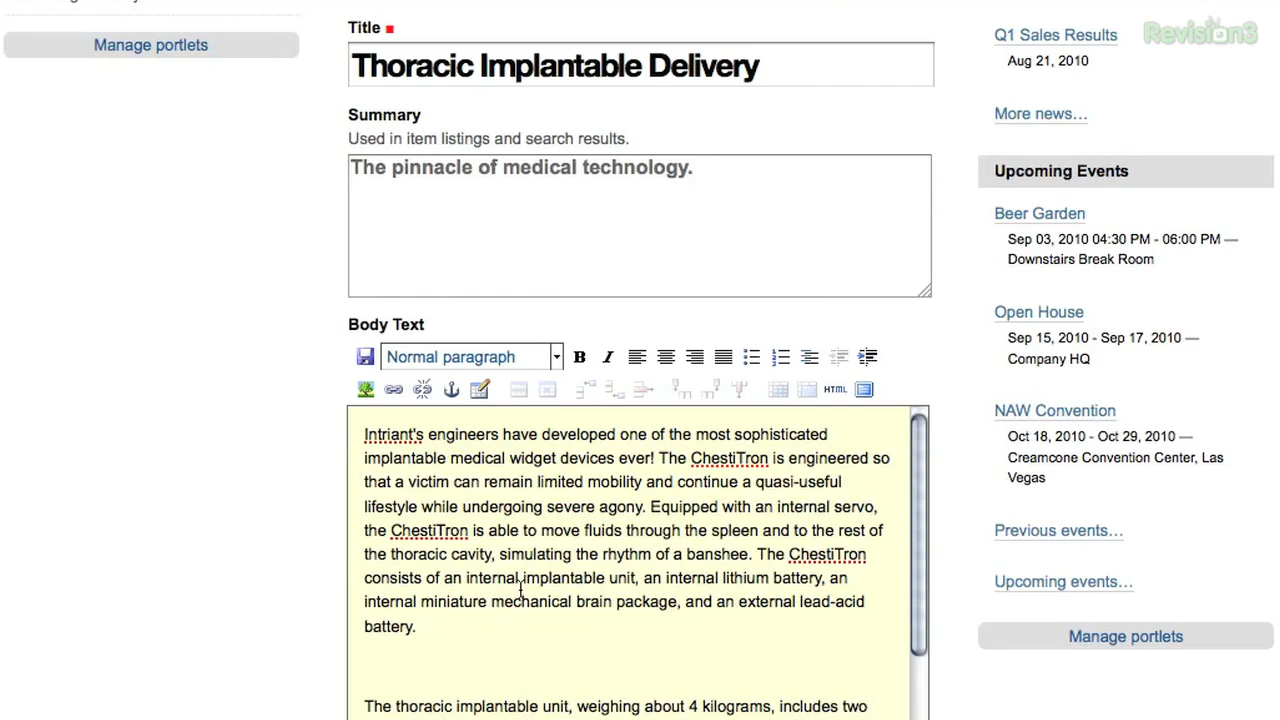 Manage portlets
Title
Thoracic Implantable Delivery
Summary
Used in item listings and search results.
The pinnacle of medical technology.
Body Text
Normal paragraph
B I
HTML
Intriant's engineers have developed one of the most sophisticated
implantable medical widget devices ever! The ChestiTron is engineered so
that a victim can remain limited mobility and continue a quasi-useful
lifestyle while undergoing severe agony. Equipped with an internal servo,
the ChestiTron is able to move fluids through the spleen and to the rest of
the thoracic cavity, simulating the rhythm of a banshee. The ChestiTron
consists of an internal implantable unit, an internal lithium battery, an
internal miniature mechanical brain package, and an external lead-acid
battery.
The thoracic implantable unit, weighing about 4 kilograms, includes two
Revision3
Q1 Sales Results
Aug 21, 2010
More news…
Upcoming Events
Beer Garden
Sep 03, 2010 04:30 PM - 06:00 PM —
Downstairs Break Room
Open House
Sep 15, 2010 - Sep 17, 2010 —
Company HQ
NAW Convention
Oct 18, 2010 - Oct 29, 2010 —
Creamcone Convention Center, Las
Vegas
Previous events…
Upcoming events…
Manage portlets